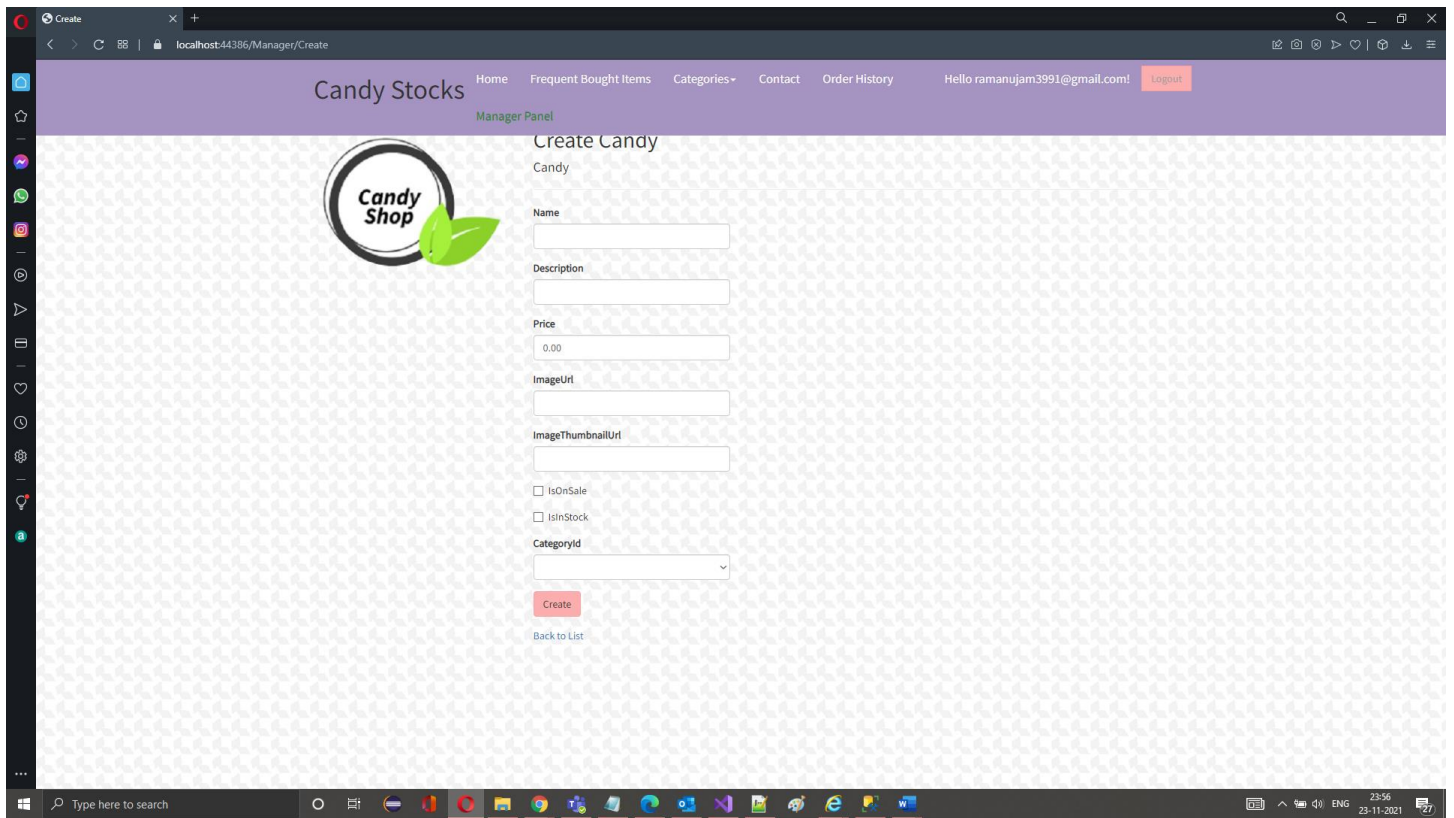 Create
localhost:44386/Manager/Create
Candy Stocks
Home Frequent Bought Items Categories Contact Order History Hello ramanujam3991@gmail.com! Logout
Manager Panel
Candy
Shop
Create Candy
Candy
Name
Description
Price
0.00
ImageUrl
ImageThumbnailUrl
IsOnSale
IsInStock
CategoryId
Create
Back to List
a
Type here to search
ENG
23:56
23-11-2021
27